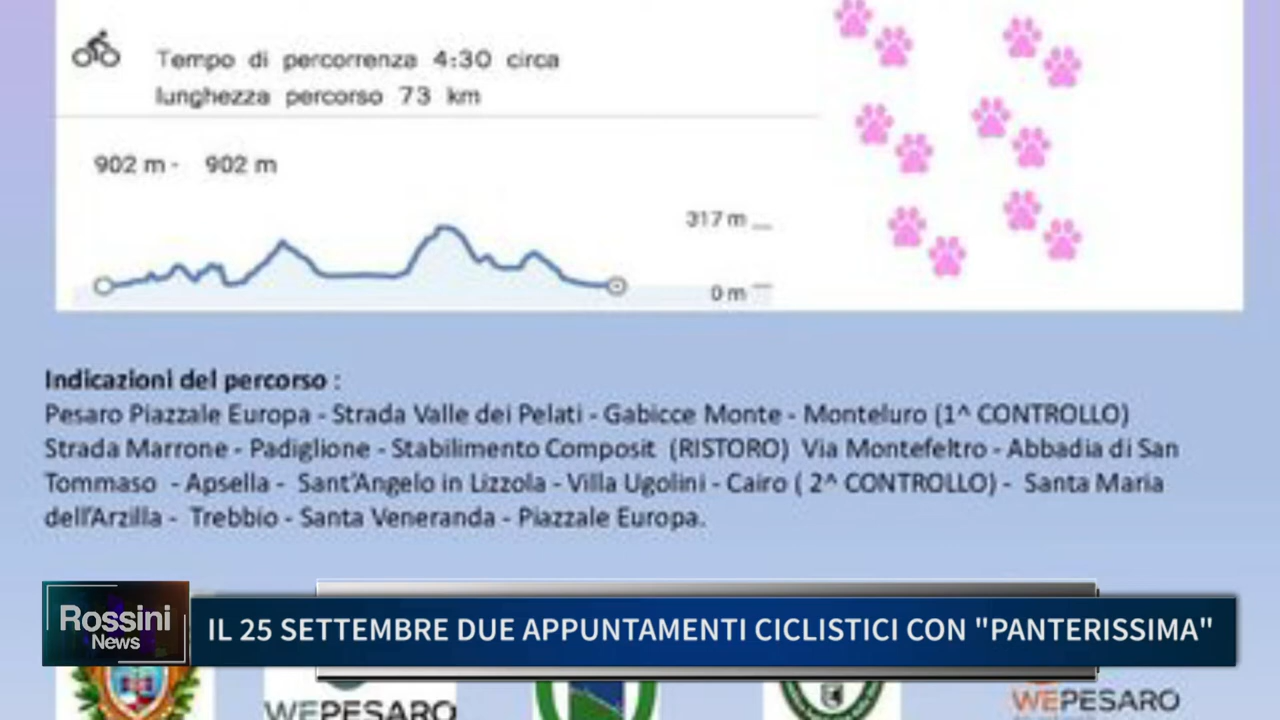 Tempo di percorrenza 4:30 circa
lunghezza percorso 73 km
902 m - 902 m
317 m
0 m
Indicazioni del percorso :
Pesaro Piazzale Europa - Strada Valle dei Pelati - Gabicce Monte - Monteluro (1^ CONTROLLO)
Strada Marrone - Padiglione - Stabilimento Composit (RISTORO) Via Montefeltro - Abbadia di San
Tommaso - Apsella - Sant'Angelo in Lizzola - Villa Ugolini - Cairo ( 2^ CONTROLLO) - Santa Maria
dell'Arzilla - Trebbio - Santa Veneranda - Piazzale Europa.
Rossini
News
IL 25 SETTEMBRE DUE APPUNTAMENTI CICLISTICI CON "PANTERISSIMA"
WEPESARO
WEPESARO